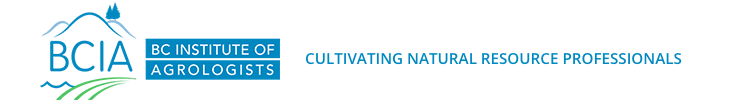 BCIA
BC INSTITUTE OF
AGROLOGISTS
CULTIVATING NATURAL RESOURCE PROFESSIONALS